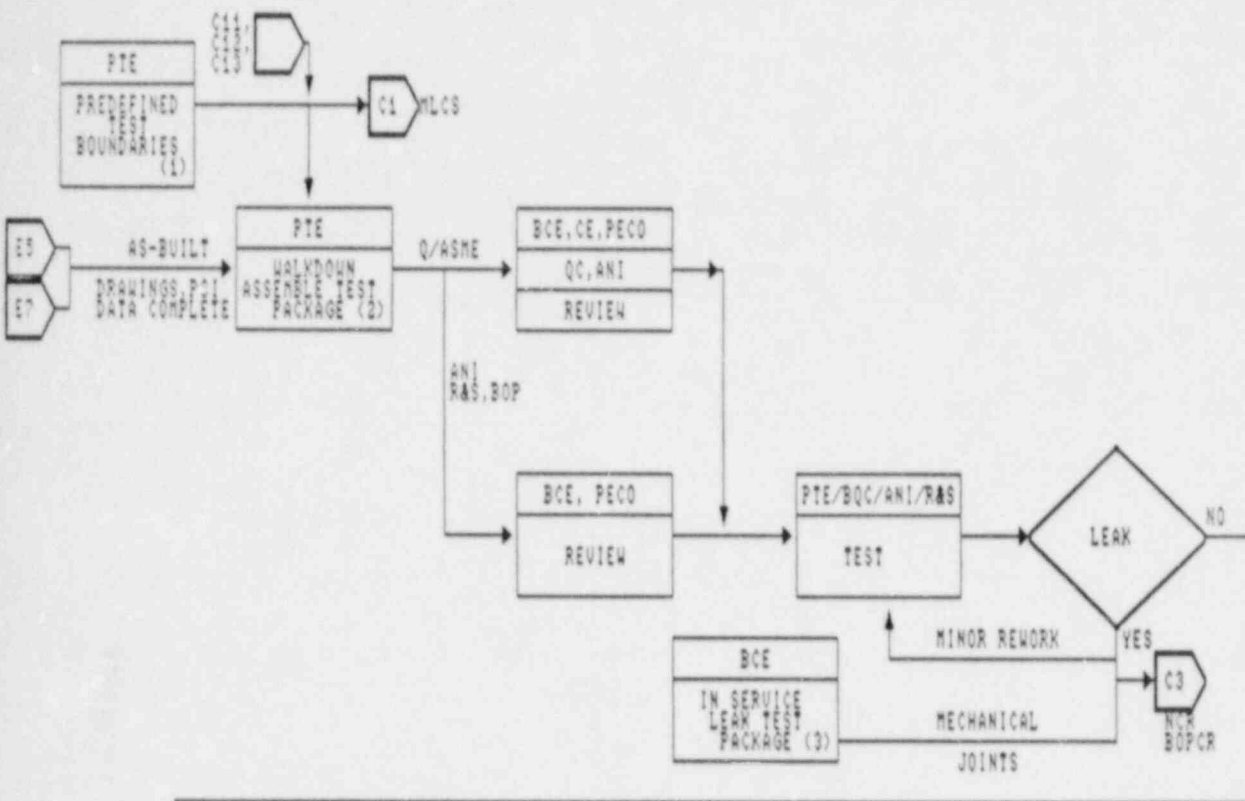 C11,
C12,
C13
PTE
PREDEFINED
TEST
BOUNDARIES
(1)
C1
MLCS
E5
E7
AS-BUILT
DRAWINGS,P2I
DATA COMPLETE
PTE
WALKDOWN
ASSEMBLE TEST
PACKAGE (2)
Q/ASME
BCE,CE,PECO
QC,ANI
REVIEW
ANI
R&S,BOP
BCE, PECO
REVIEW
PTE/BQC/ANI/R&S
TEST
LEAK
NO
YES
MINOR REWORK
C3
NCR
BOPCR
BCE
IN SERVICE
LEAK TEST
PACKAGE (3)
MECHANICAL
JOINTS